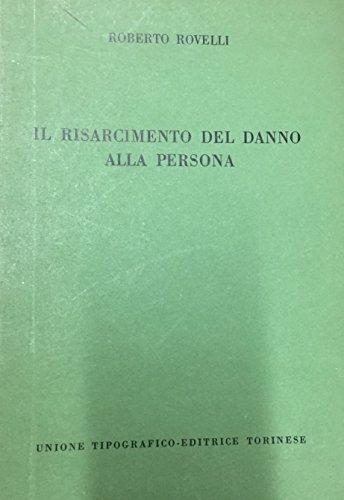 ROBERTO ROVELLI
IL RISARCIMENTO DEL DANNO
ALLA PERSONA
UNIONE TIPOGRAFICO-EDITRICE TORINESE